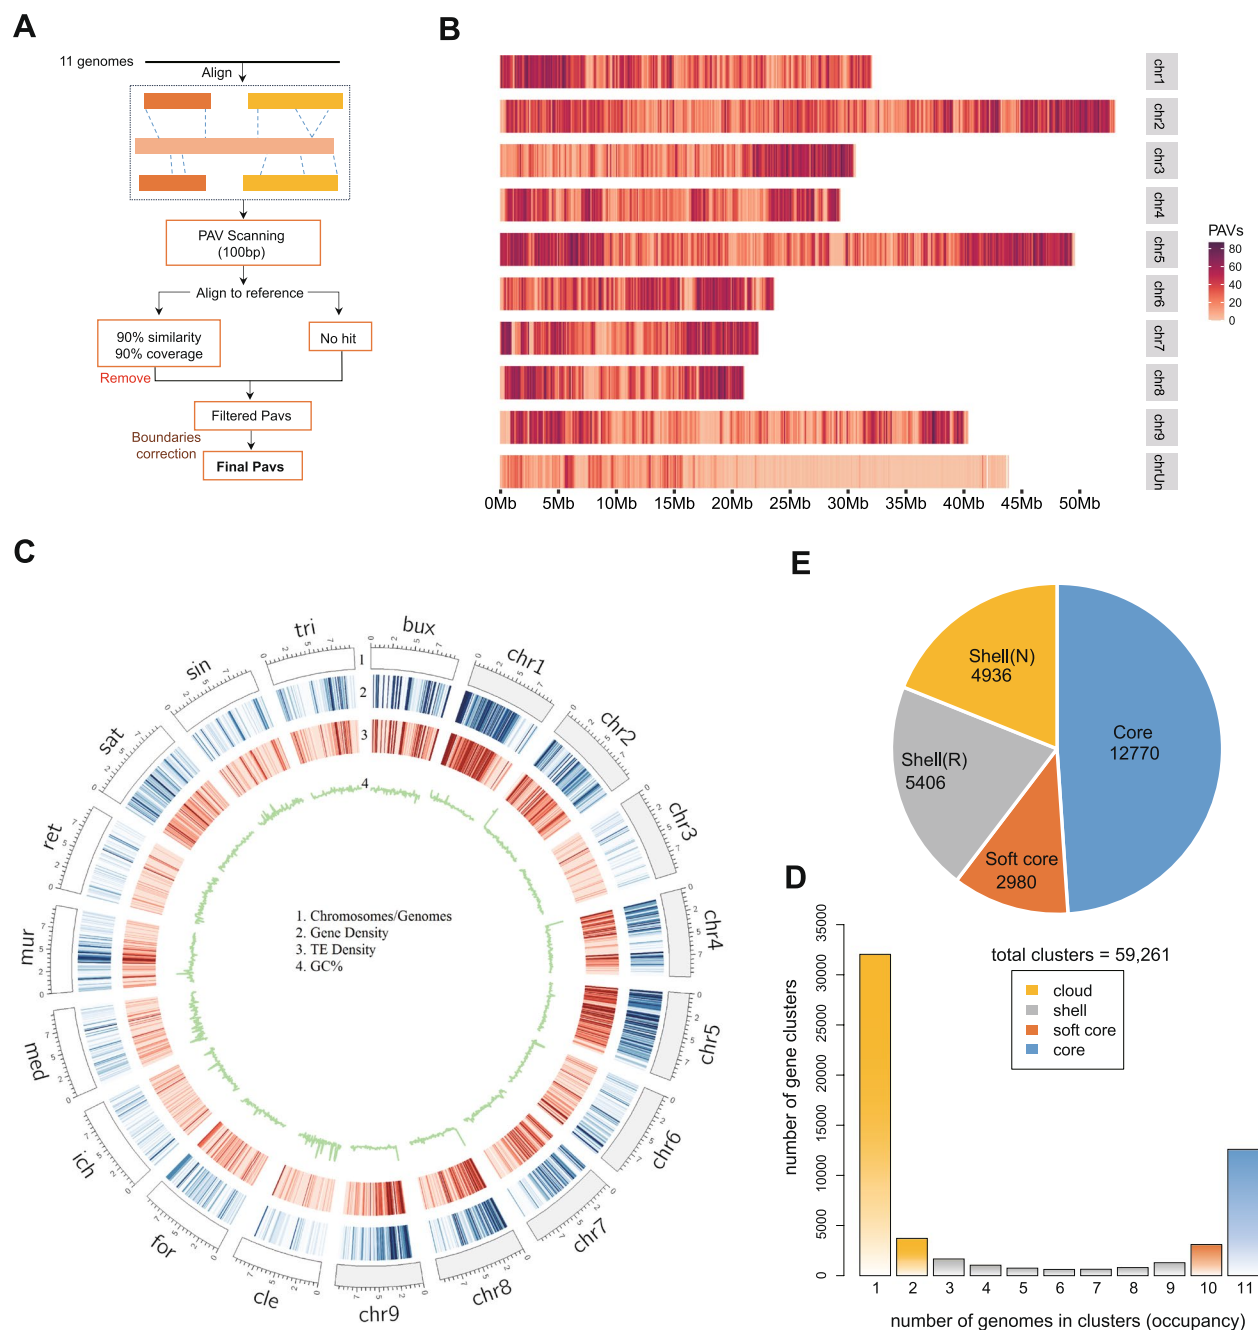 A
11 genomes
Align
PAV Scanning
(100bp)
Align to reference
90% similarity
90% coverage
No hit
Remove
Filtered Pavs
Boundaries
correction
Final Pavs
B
chr1
chr2
chr3
chr4
chr5
chr6
chr7
chr8
chr9
chrUn
0Mb 5Mb 10Mb 15Mb 20Mb 25Mb 30Mb 35Mb 40Mb 45Mb 50Mb
PAVs
80
60
40
20
0
C
bux
chr1
chr2
chr3
chr4
chr5
chr6
chr7
chr8
chr9
cle
for
ich
med
mur
ret
sat
sin
tri
1
2
3
4
1. Chromosomes/Genomes
2. Gene Density
3. TE Density
4. GC%
E
Shell(N)
4936
Core
12770
Shell(R)
5406
Soft core
2980
D
total clusters = 59,261
cloud
shell
soft core
core
number of gene clusters
35000
30000
25000
20000
15000
10000
5000
0
1 2 3 4 5 6 7 8 9 10 11
number of genomes in clusters (occupancy)